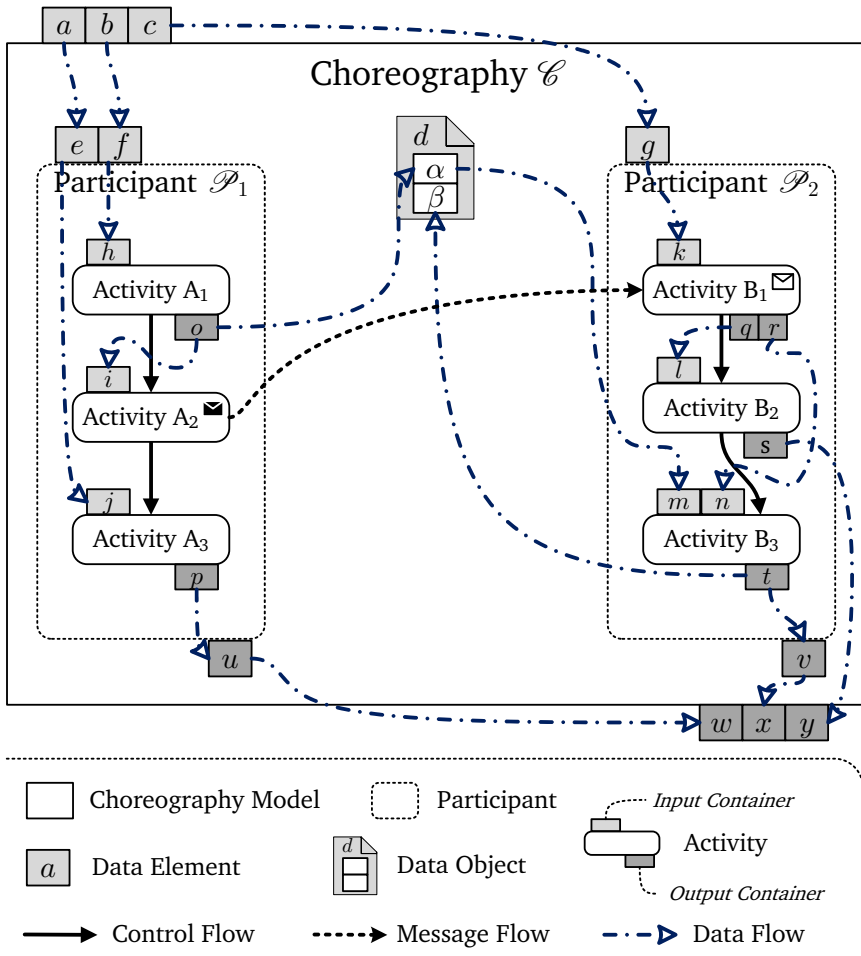 a b c
Choreography 𝒞
e f
d
g
Participant 𝒫1
α
Participant 𝒫2
β
h
k
Activity A1
Activity B1
o
q r
i
l
Activity A2
Activity B2
s
j
m n
Activity A3
Activity B3
p
t
u
v
w x y
Choreography Model
Participant
Input Container
a
Data Element
d
Data Object
Activity
Output Container
Control Flow
Message Flow
Data Flow